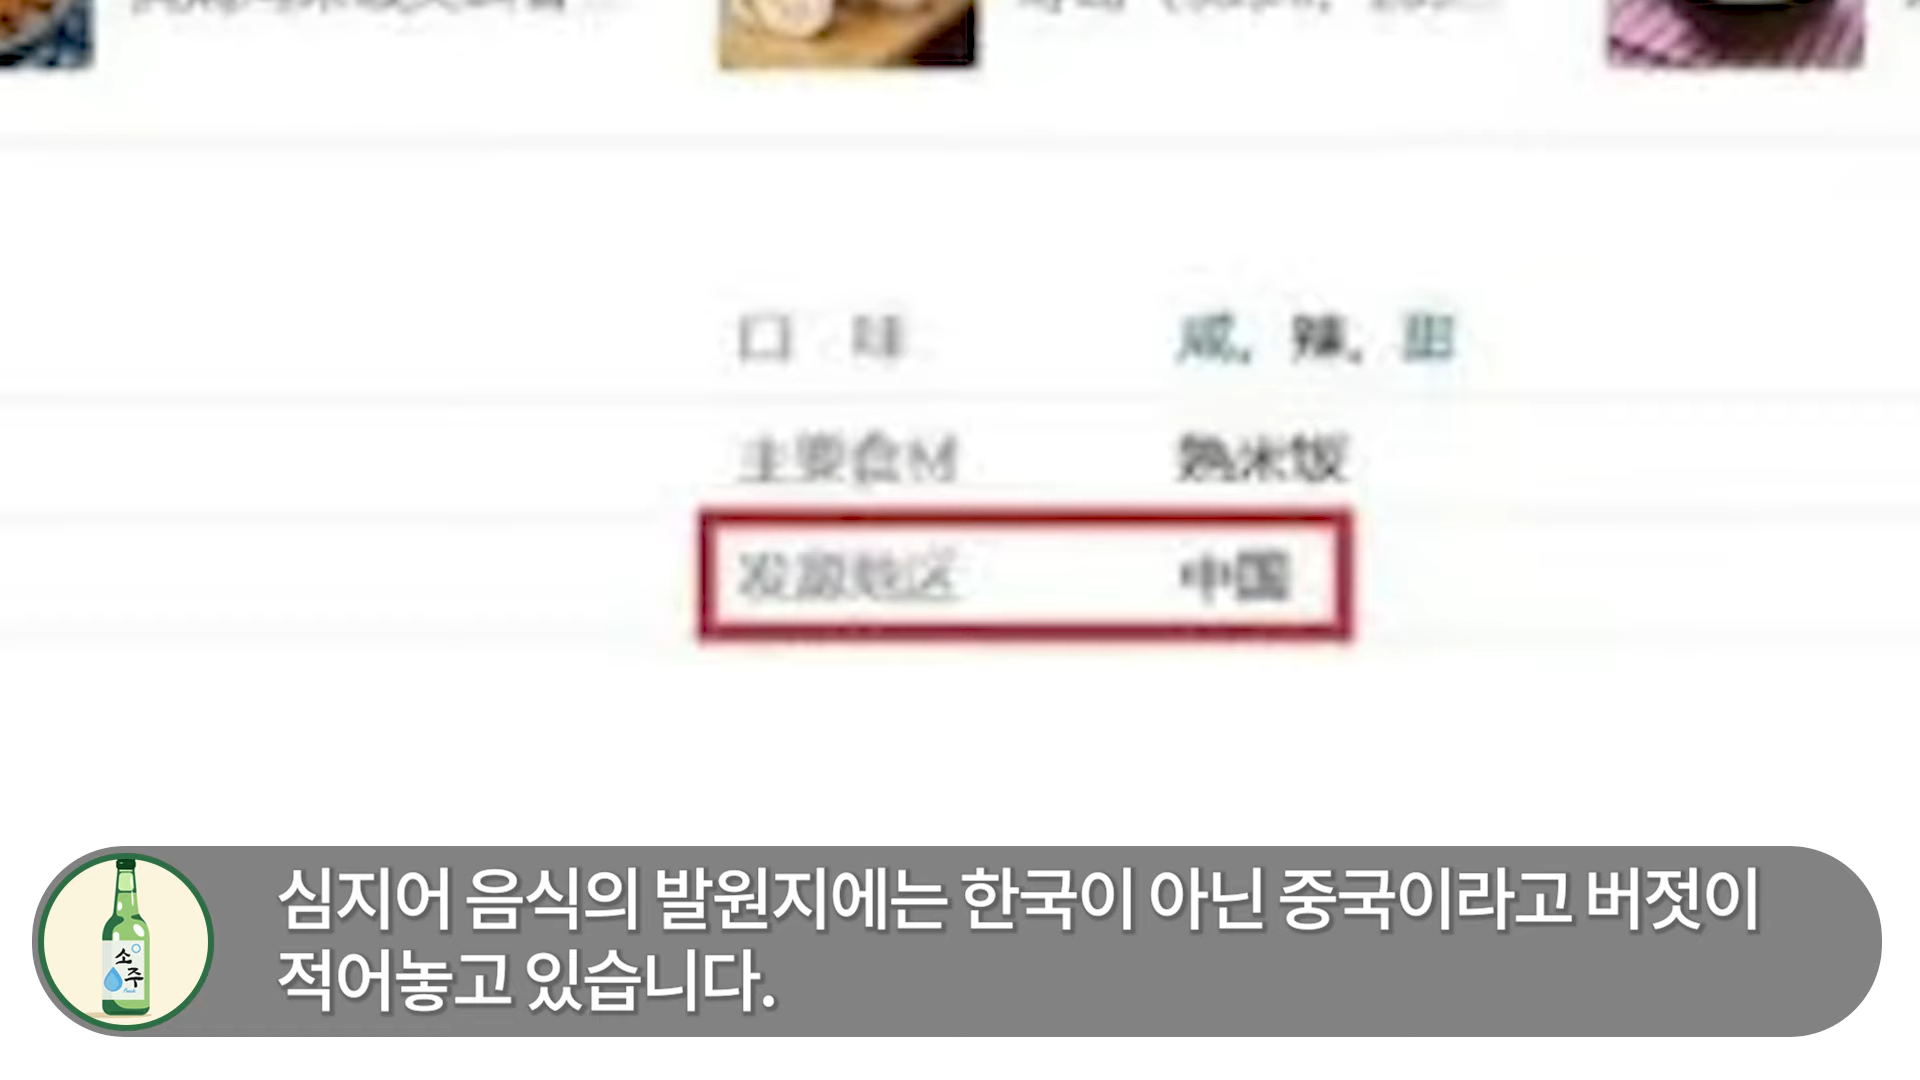 口 味 咸, 辣, 甜
主要食材 熟米饭
发源地区 中国
소주
심지어 음식의 발원지에는 한국이 아닌 중국이라고 버젓이
적어놓고 있습니다.